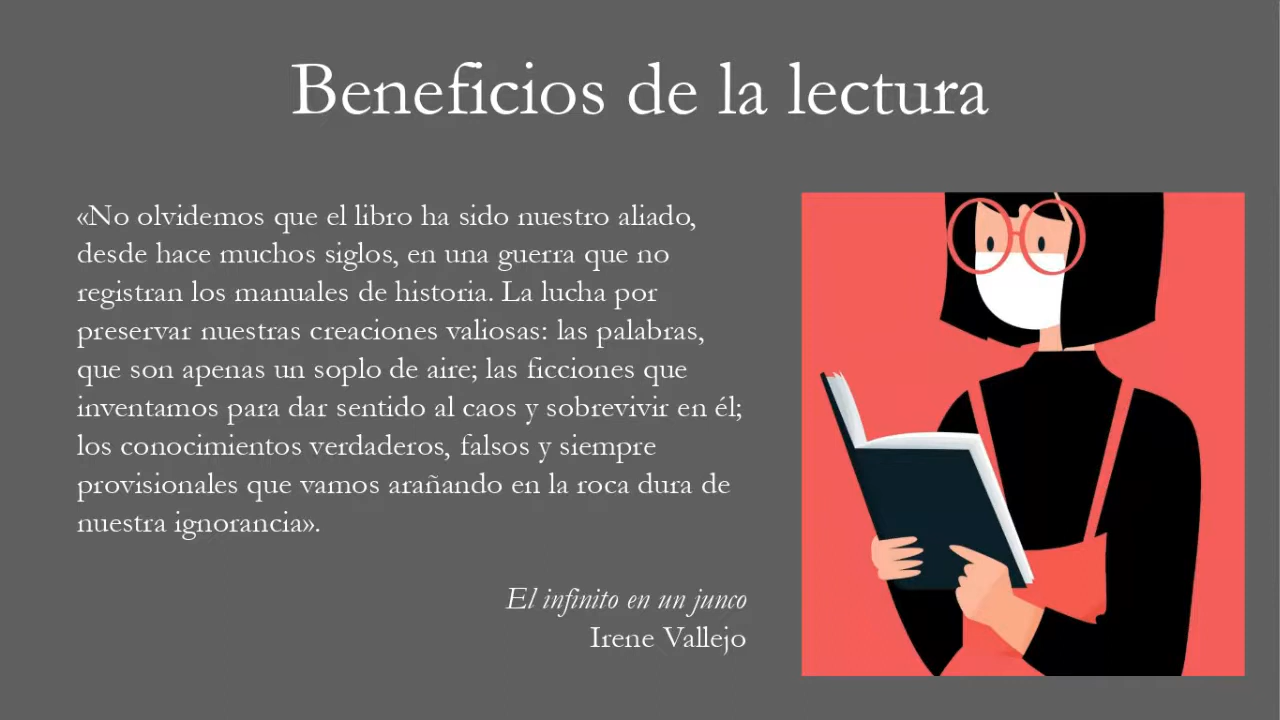 Beneficios de la lectura
«No olvidemos que el libro ha sido nuestro aliado,
desde hace muchos siglos, en una guerra que no
registran los manuales de historia. La lucha por
preservar nuestras creaciones valiosas: las palabras,
que son apenas un soplo de aire; las ficciones que
inventamos para dar sentido al caos y sobrevivir en él;
los conocimientos verdaderos, falsos y siempre
provisionales que vamos arañando en la roca dura de
nuestra ignorancia».
El infinito en un junco
Irene Vallejo